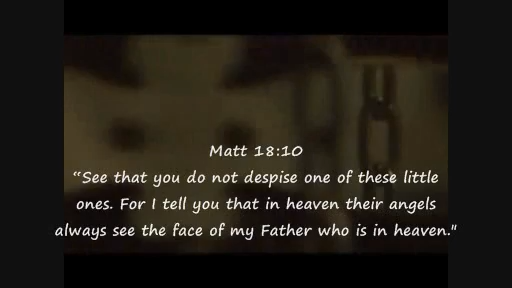 Matt 18:10
“See that you do not despise one of these little
ones. For I tell you that in heaven their angels
always see the face of my Father who is in heaven."